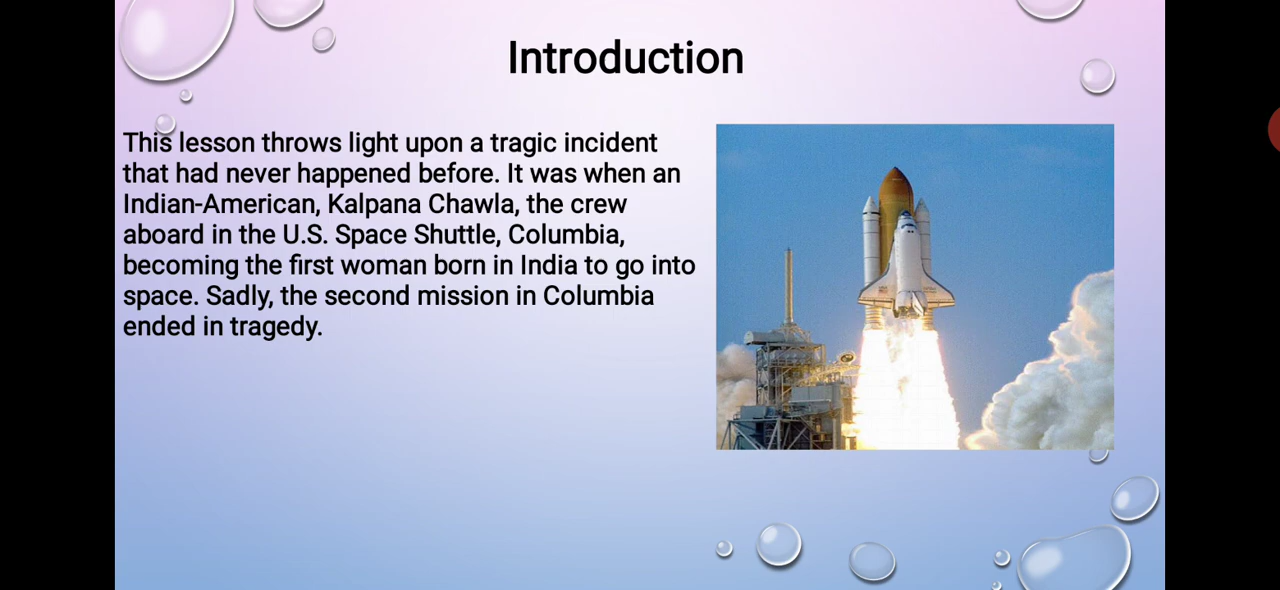 Introduction
This lesson throws light upon a tragic incident
that had never happened before. It was when an
Indian-American, Kalpana Chawla, the crew
aboard in the U.S. Space Shuttle, Columbia,
becoming the first woman born in India to go into
space. Sadly, the second mission in Columbia
ended in tragedy.